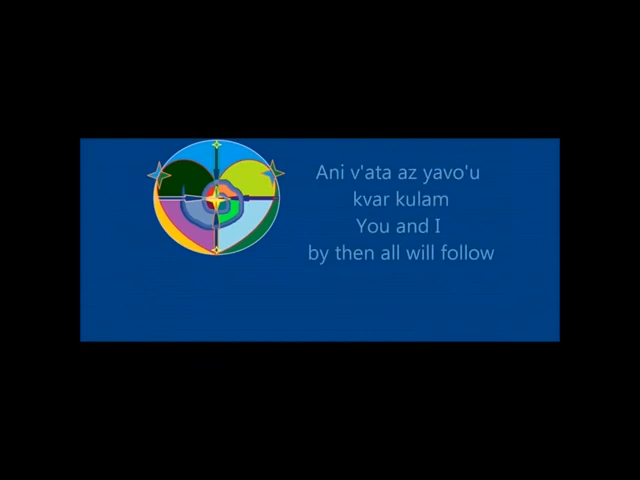 Ani v'ata az yavo'u
kvar kulam
You and I
by then all will follow